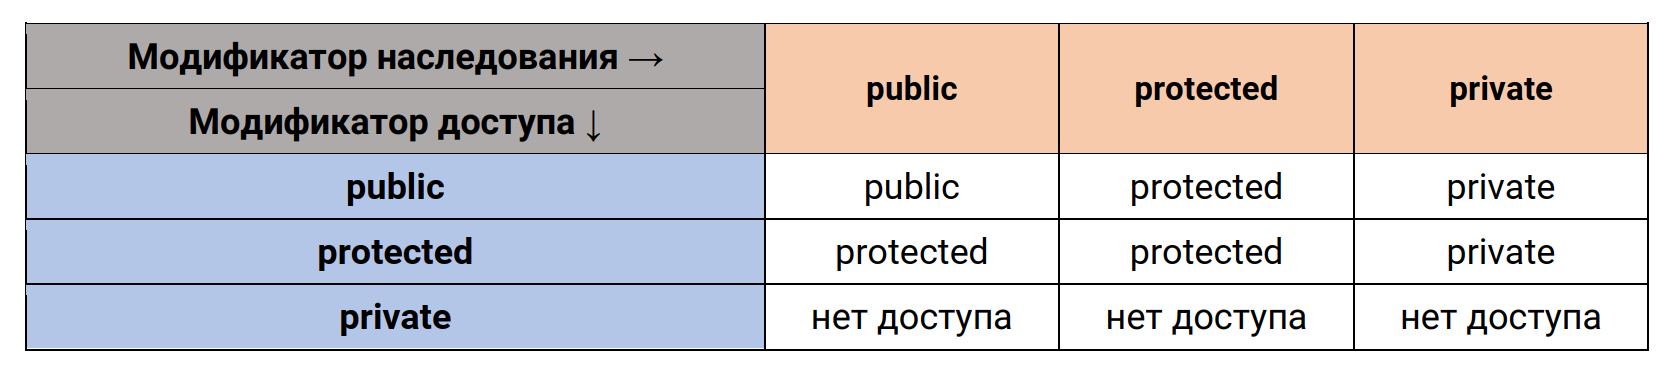 Модификатор наследования →
Модификатор доступа ↓
public protected private
public public protected private
protected protected protected private
private нет доступа нет доступа нет доступа